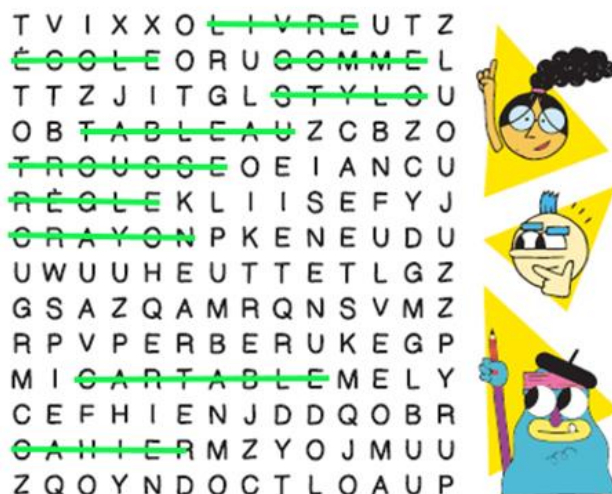 T V I X X O L I V R E U T Z
É C O L E O R U G O M M E L
T T Z J I T G L S T Y L O U
O B T A B L E A U Z C B Z O
T R O U S S E O E I A N C U
R È G L E K L I I S E F Y J
C R A Y O N P K E N E U D U
U W U U H E U T T E T L G Z
G S A Z Q A M R Q N S V M Z
R P V P E R B E R U K E G P
M I C A R T A B L E M E L Y
C E F H I E N J D D Q O B R
C A H I E R M Z Y O J M U U
Z Q O Y N D O C T L O A U P